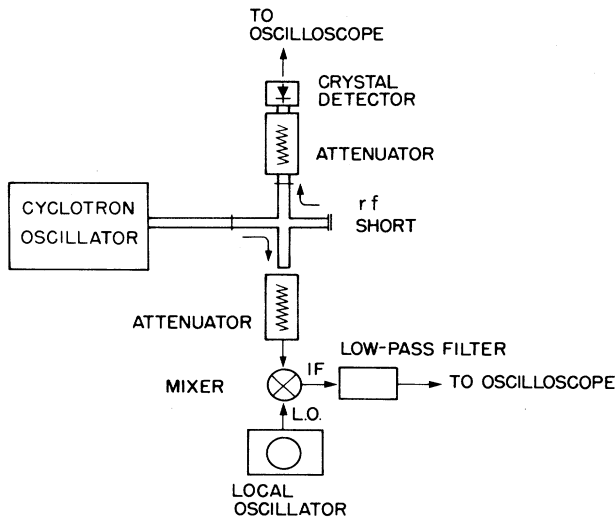 TO
OSCILLOSCOPE
CRYSTAL
DETECTOR
ATTENUATOR
CYCLOTRON
OSCILLATOR
rf
SHORT
ATTENUATOR
LOW-PASS FILTER
MIXER
IF
TO OSCILLOSCOPE
L.O.
LOCAL
OSCILLATOR